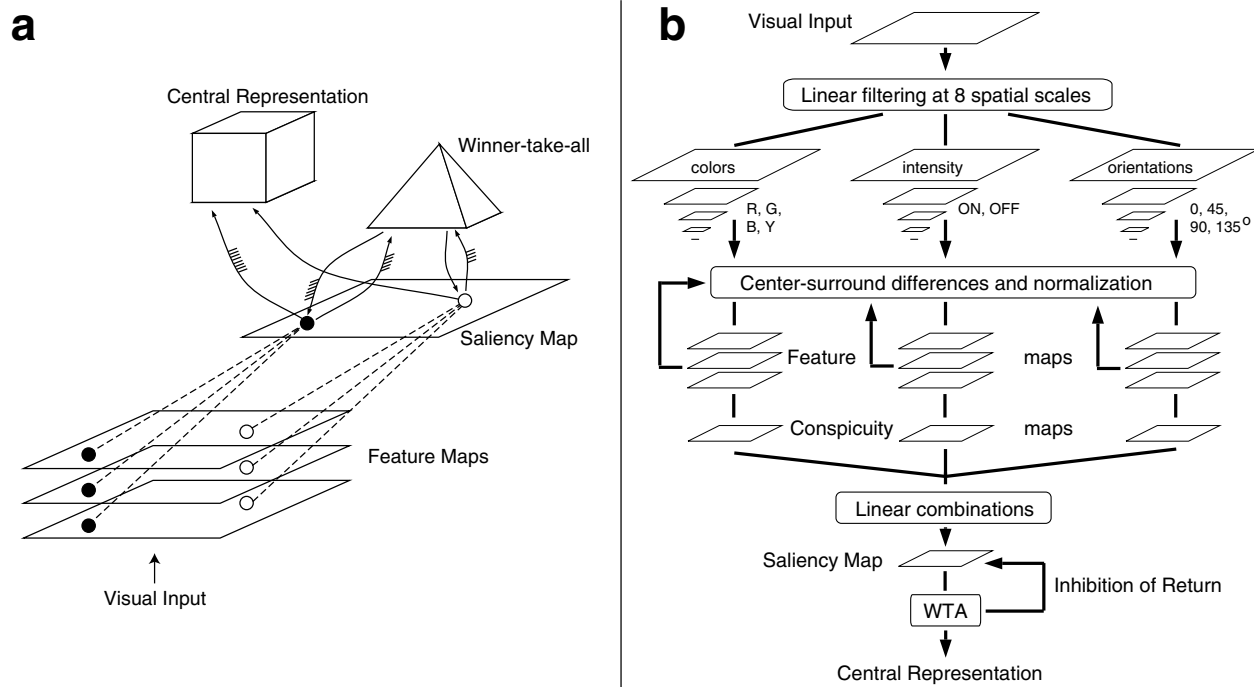 a
Central Representation
Winner-take-all
Saliency Map
Feature Maps
Visual Input
b
Visual Input
Linear filtering at 8 spatial scales
colors
intensity
orientations
R, G,
B, Y
ON, OFF
0, 45,
90, 135o
Center-surround differences and normalization
Feature maps
Conspicuity maps
Linear combinations
Saliency Map
Inhibition of Return
WTA
Central Representation